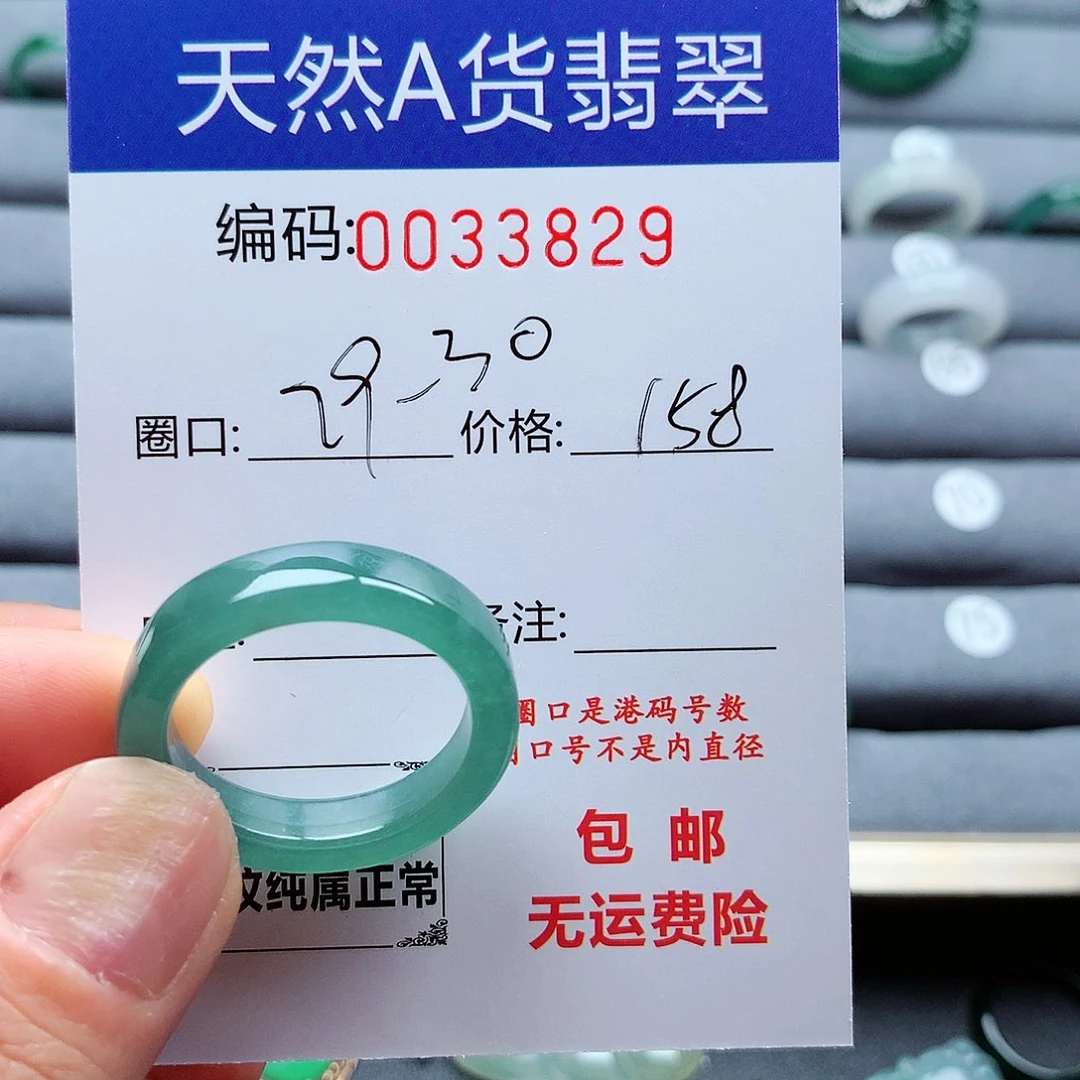 天然A货翡翠
编码:0033829
圈口: 29-30 价格: 158
备注:
圈口是港码号数
圈口号不是内直径
包邮
纹纯属正常
无运费险